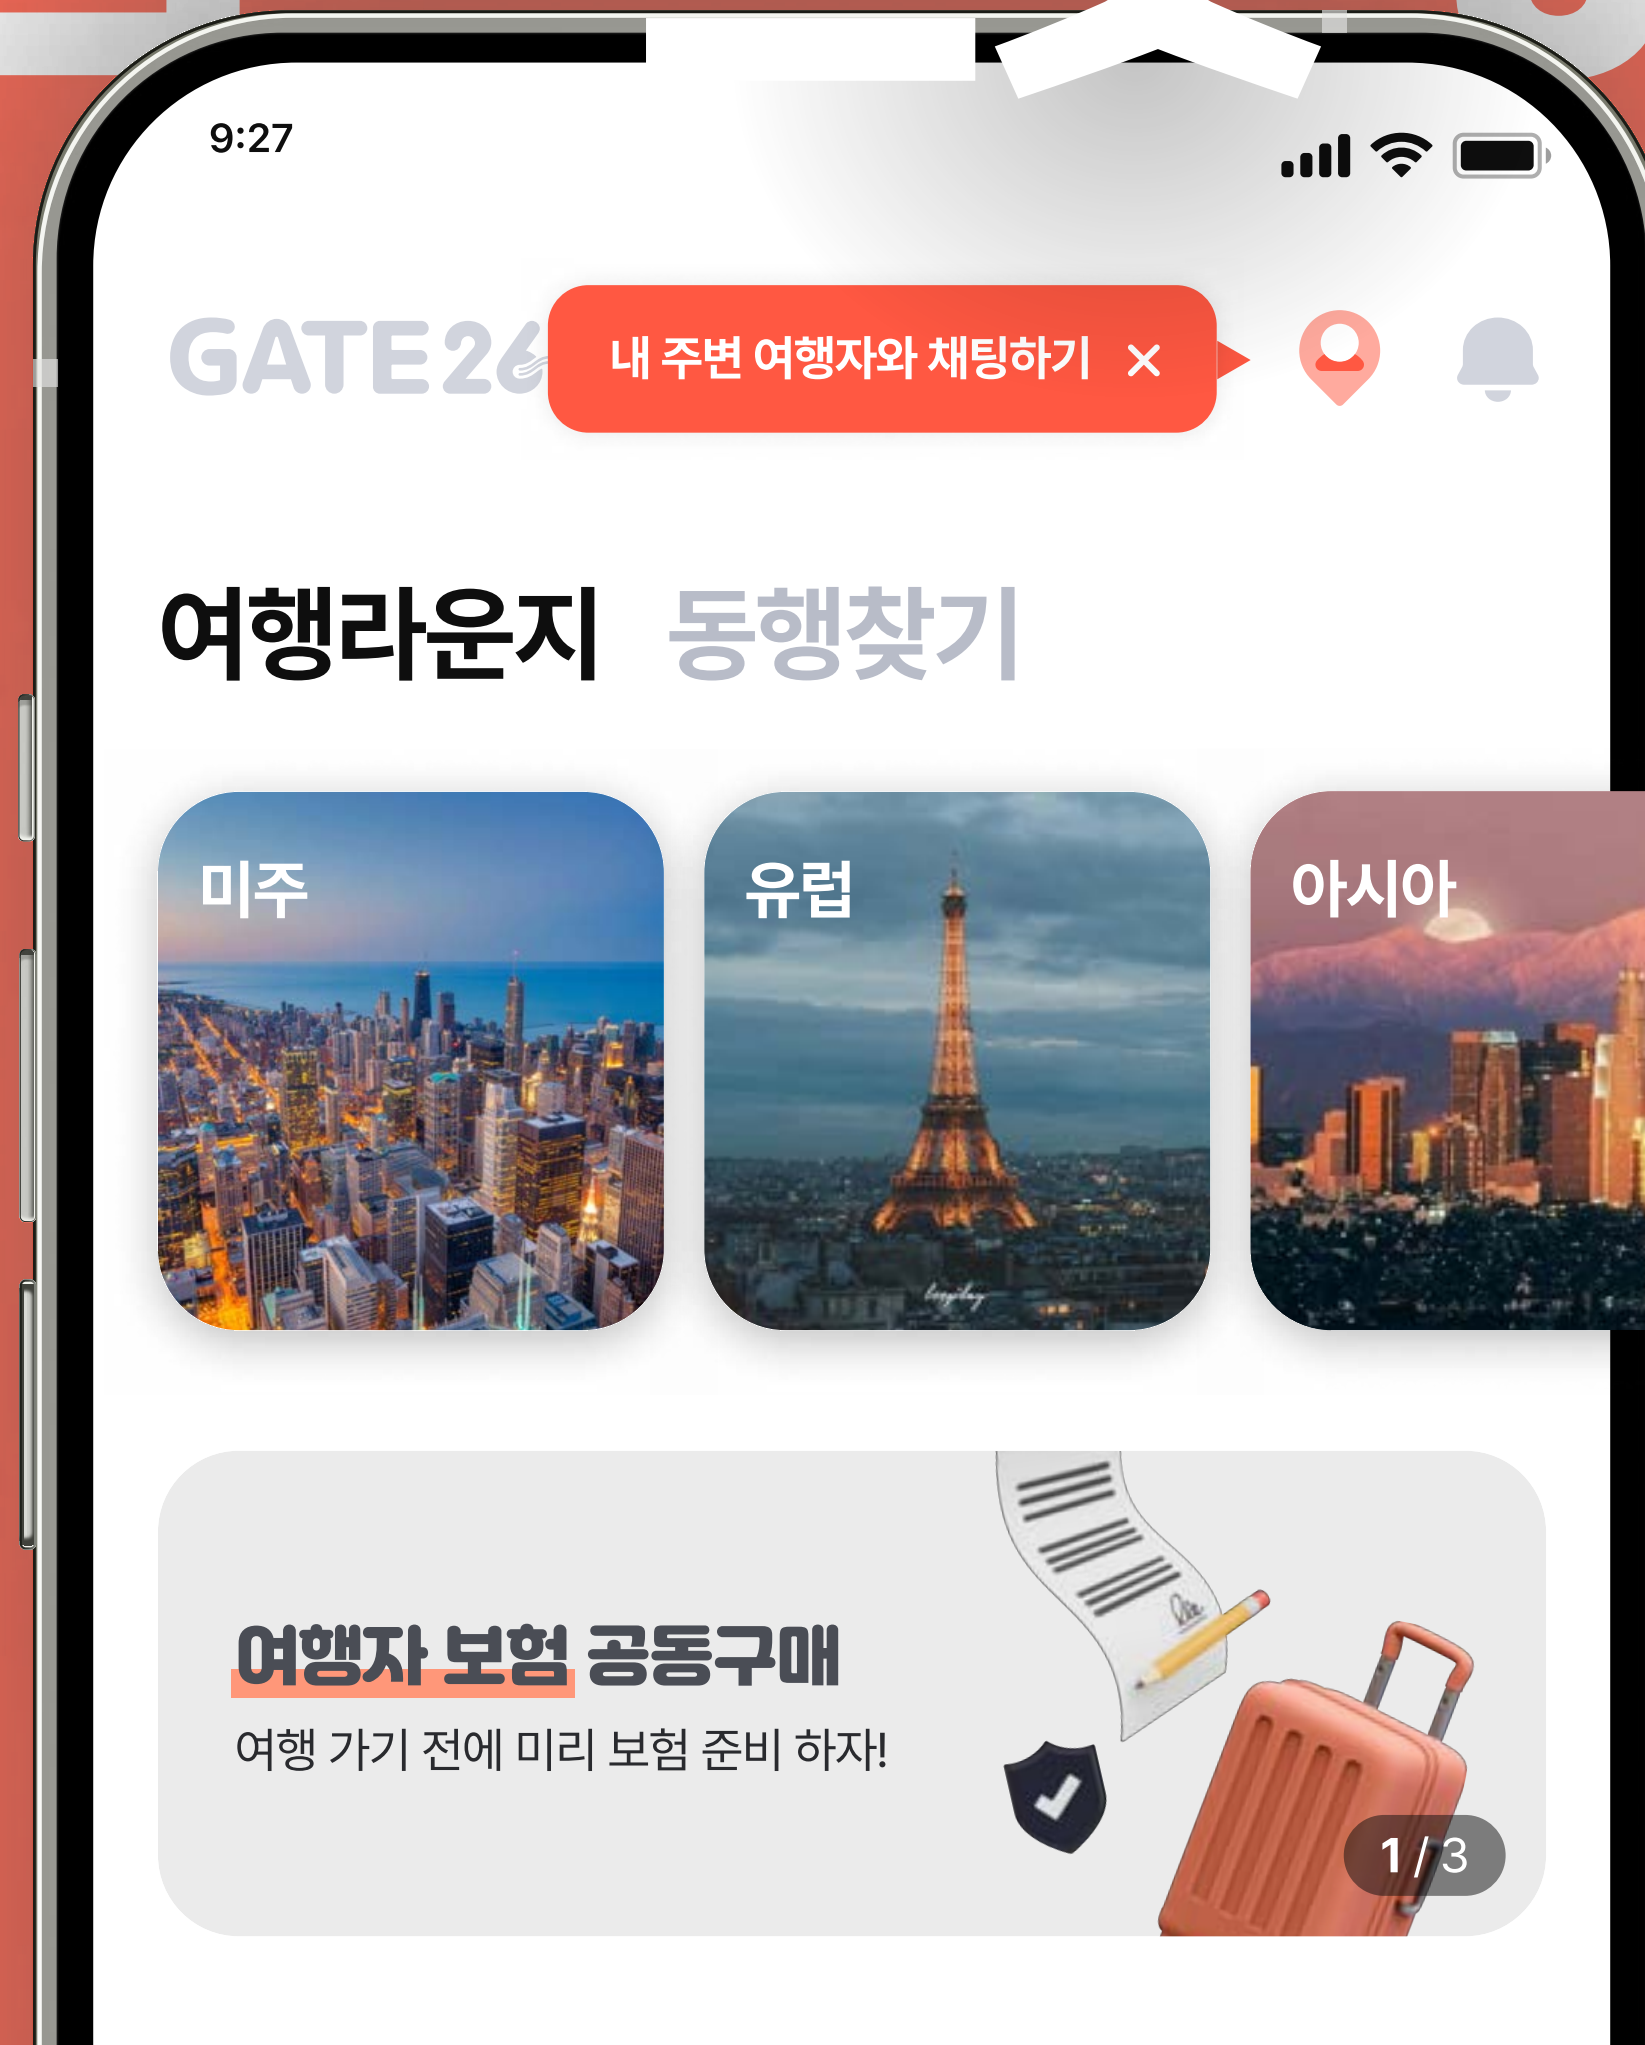 9:27
GATE 26
내 주변 여행자와 채팅하기
여행라운지 동행찾기
미주
유럽
아시아
여행자 보험 공동구매
여행 가기 전에 미리 보험 준비 하자!
1 / 3